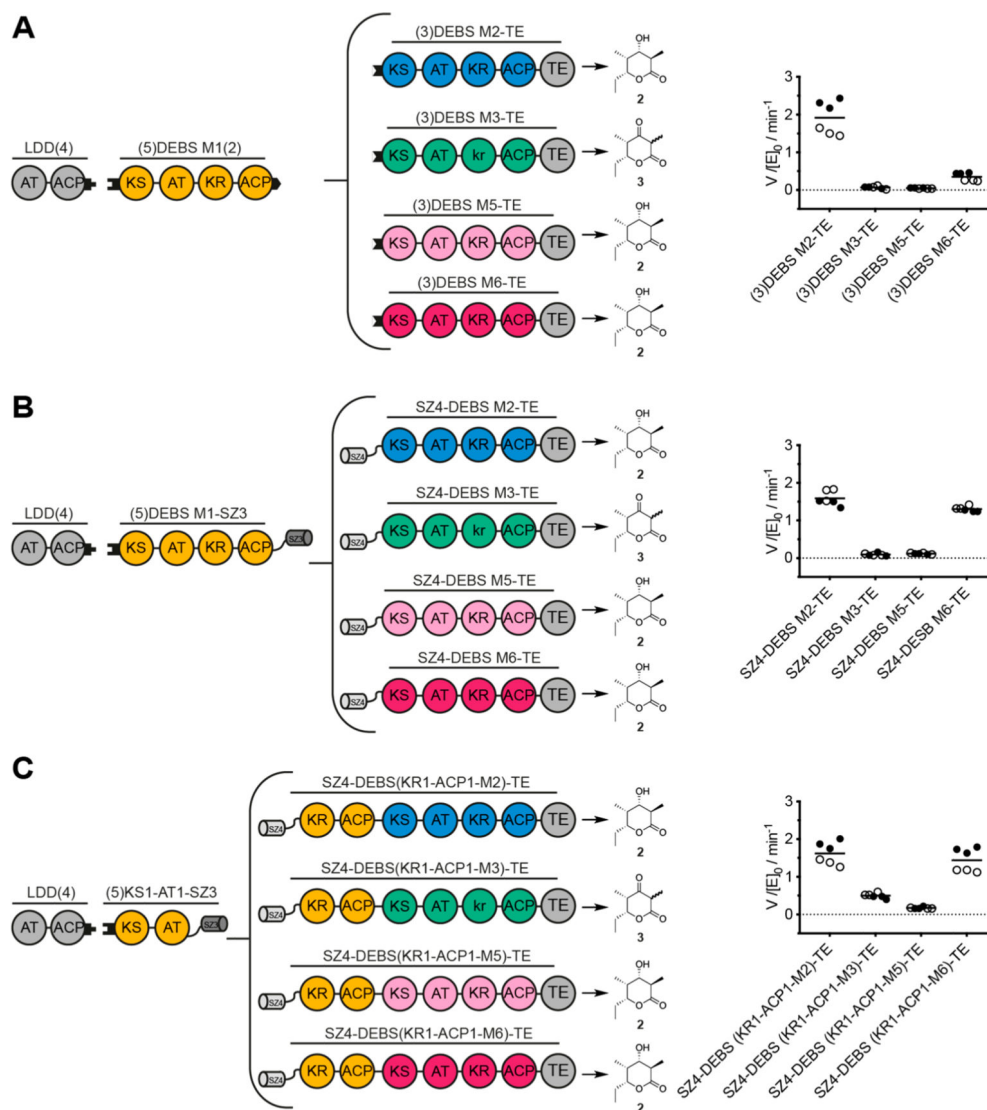 A
(3)DEBS M2-TE
KS AT KR ACP TE
OH
O
O
2
(3)DEBS M3-TE
LDD(4) (5)DEBS M1(2)
AT ACP KS AT KR ACP
KS AT kr ACP TE
O
O
O
3
(3)DEBS M5-TE
KS AT KR ACP TE
OH
O
O
2
(3)DEBS M6-TE
KS AT KR ACP TE
OH
O
O
2
V /[E]₀ / min⁻¹
3
2
1
0
(3)DEBS M2-TE
(3)DEBS M3-TE
(3)DEBS M5-TE
(3)DEBS M6-TE
B
SZ4-DEBS M2-TE
SZ4 KS AT KR ACP TE
OH
O
O
2
SZ4-DEBS M3-TE
LDD(4) (5)DEBS M1-SZ3
AT ACP KS AT KR ACP SZ3
SZ4 KS AT kr ACP TE
O
O
O
3
SZ4-DEBS M5-TE
SZ4 KS AT KR ACP TE
OH
O
O
2
SZ4-DEBS M6-TE
SZ4 KS AT KR ACP TE
OH
O
O
2
V /[E]₀ / min⁻¹
3
2
1
0
SZ4-DEBS M2-TE
SZ4-DEBS M3-TE
SZ4-DEBS M5-TE
SZ4-DESB M6-TE
C
SZ4-DEBS(KR1-ACP1-M2)-TE
SZ4 KR ACP KS AT KR ACP TE
OH
O
O
2
SZ4-DEBS(KR1-ACP1-M3)-TE
LDD(4) (5)KS1-AT1-SZ3
AT ACP KS AT SZ3
SZ4 KR ACP KS AT kr ACP TE
O
O
O
3
SZ4-DEBS(KR1-ACP1-M5)-TE
SZ4 KR ACP KS AT KR ACP TE
OH
O
O
2
SZ4-DEBS(KR1-ACP1-M6)-TE
SZ4 KR ACP KS AT KR ACP TE
OH
O
O
2
V /[E]₀ / min⁻¹
3
2
1
0
SZ4-DEBS (KR1-ACP1-M2)-TE
SZ4-DEBS (KR1-ACP1-M3)-TE
SZ4-DEBS (KR1-ACP1-M5)-TE
SZ4-DEBS (KR1-ACP1-M6)-TE